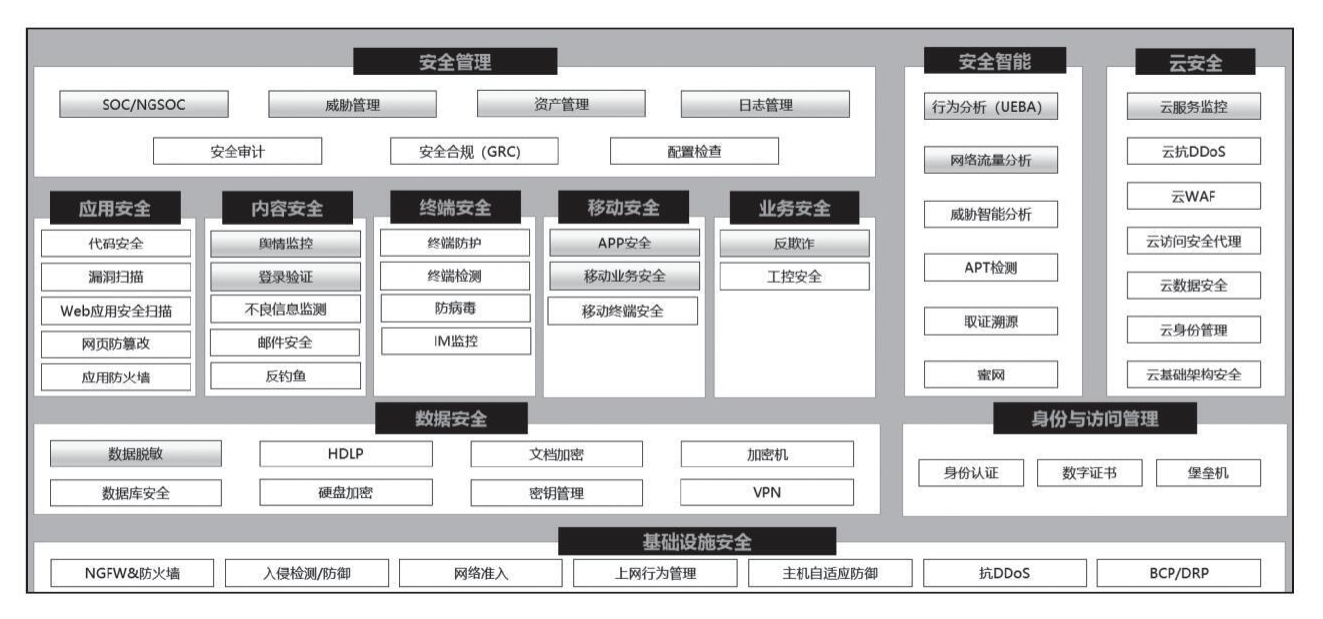 安全管理
SOC/NGSOC
威胁管理
资产管理
日志管理
安全审计
安全合规（GRC）
配置检查
安全智能
行为分析（UEBA）
网络流量分析
威胁智能分析
APT检测
取证溯源
蜜网
云安全
云服务监控
云抗DDoS
云WAF
云访问安全代理
云数据安全
云身份管理
云基础架构安全
应用安全
代码安全
漏洞扫描
Web应用安全扫描
网页防篡改
应用防火墙
内容安全
舆情监控
登录验证
不良信息监测
邮件安全
反钓鱼
终端安全
终端防护
终端检测
防病毒
IM监控
移动安全
APP安全
移动业务安全
移动终端安全
业务安全
反欺诈
工控安全
数据安全
数据脱敏
HDLP
文档加密
加密机
数据库安全
硬盘加密
密钥管理
VPN
身份与访问管理
身份认证
数字证书
堡垒机
基础设施安全
NGFW&防火墙
入侵检测/防御
网络准入
上网行为管理
主机自适应防御
抗DDoS
BCP/DRP